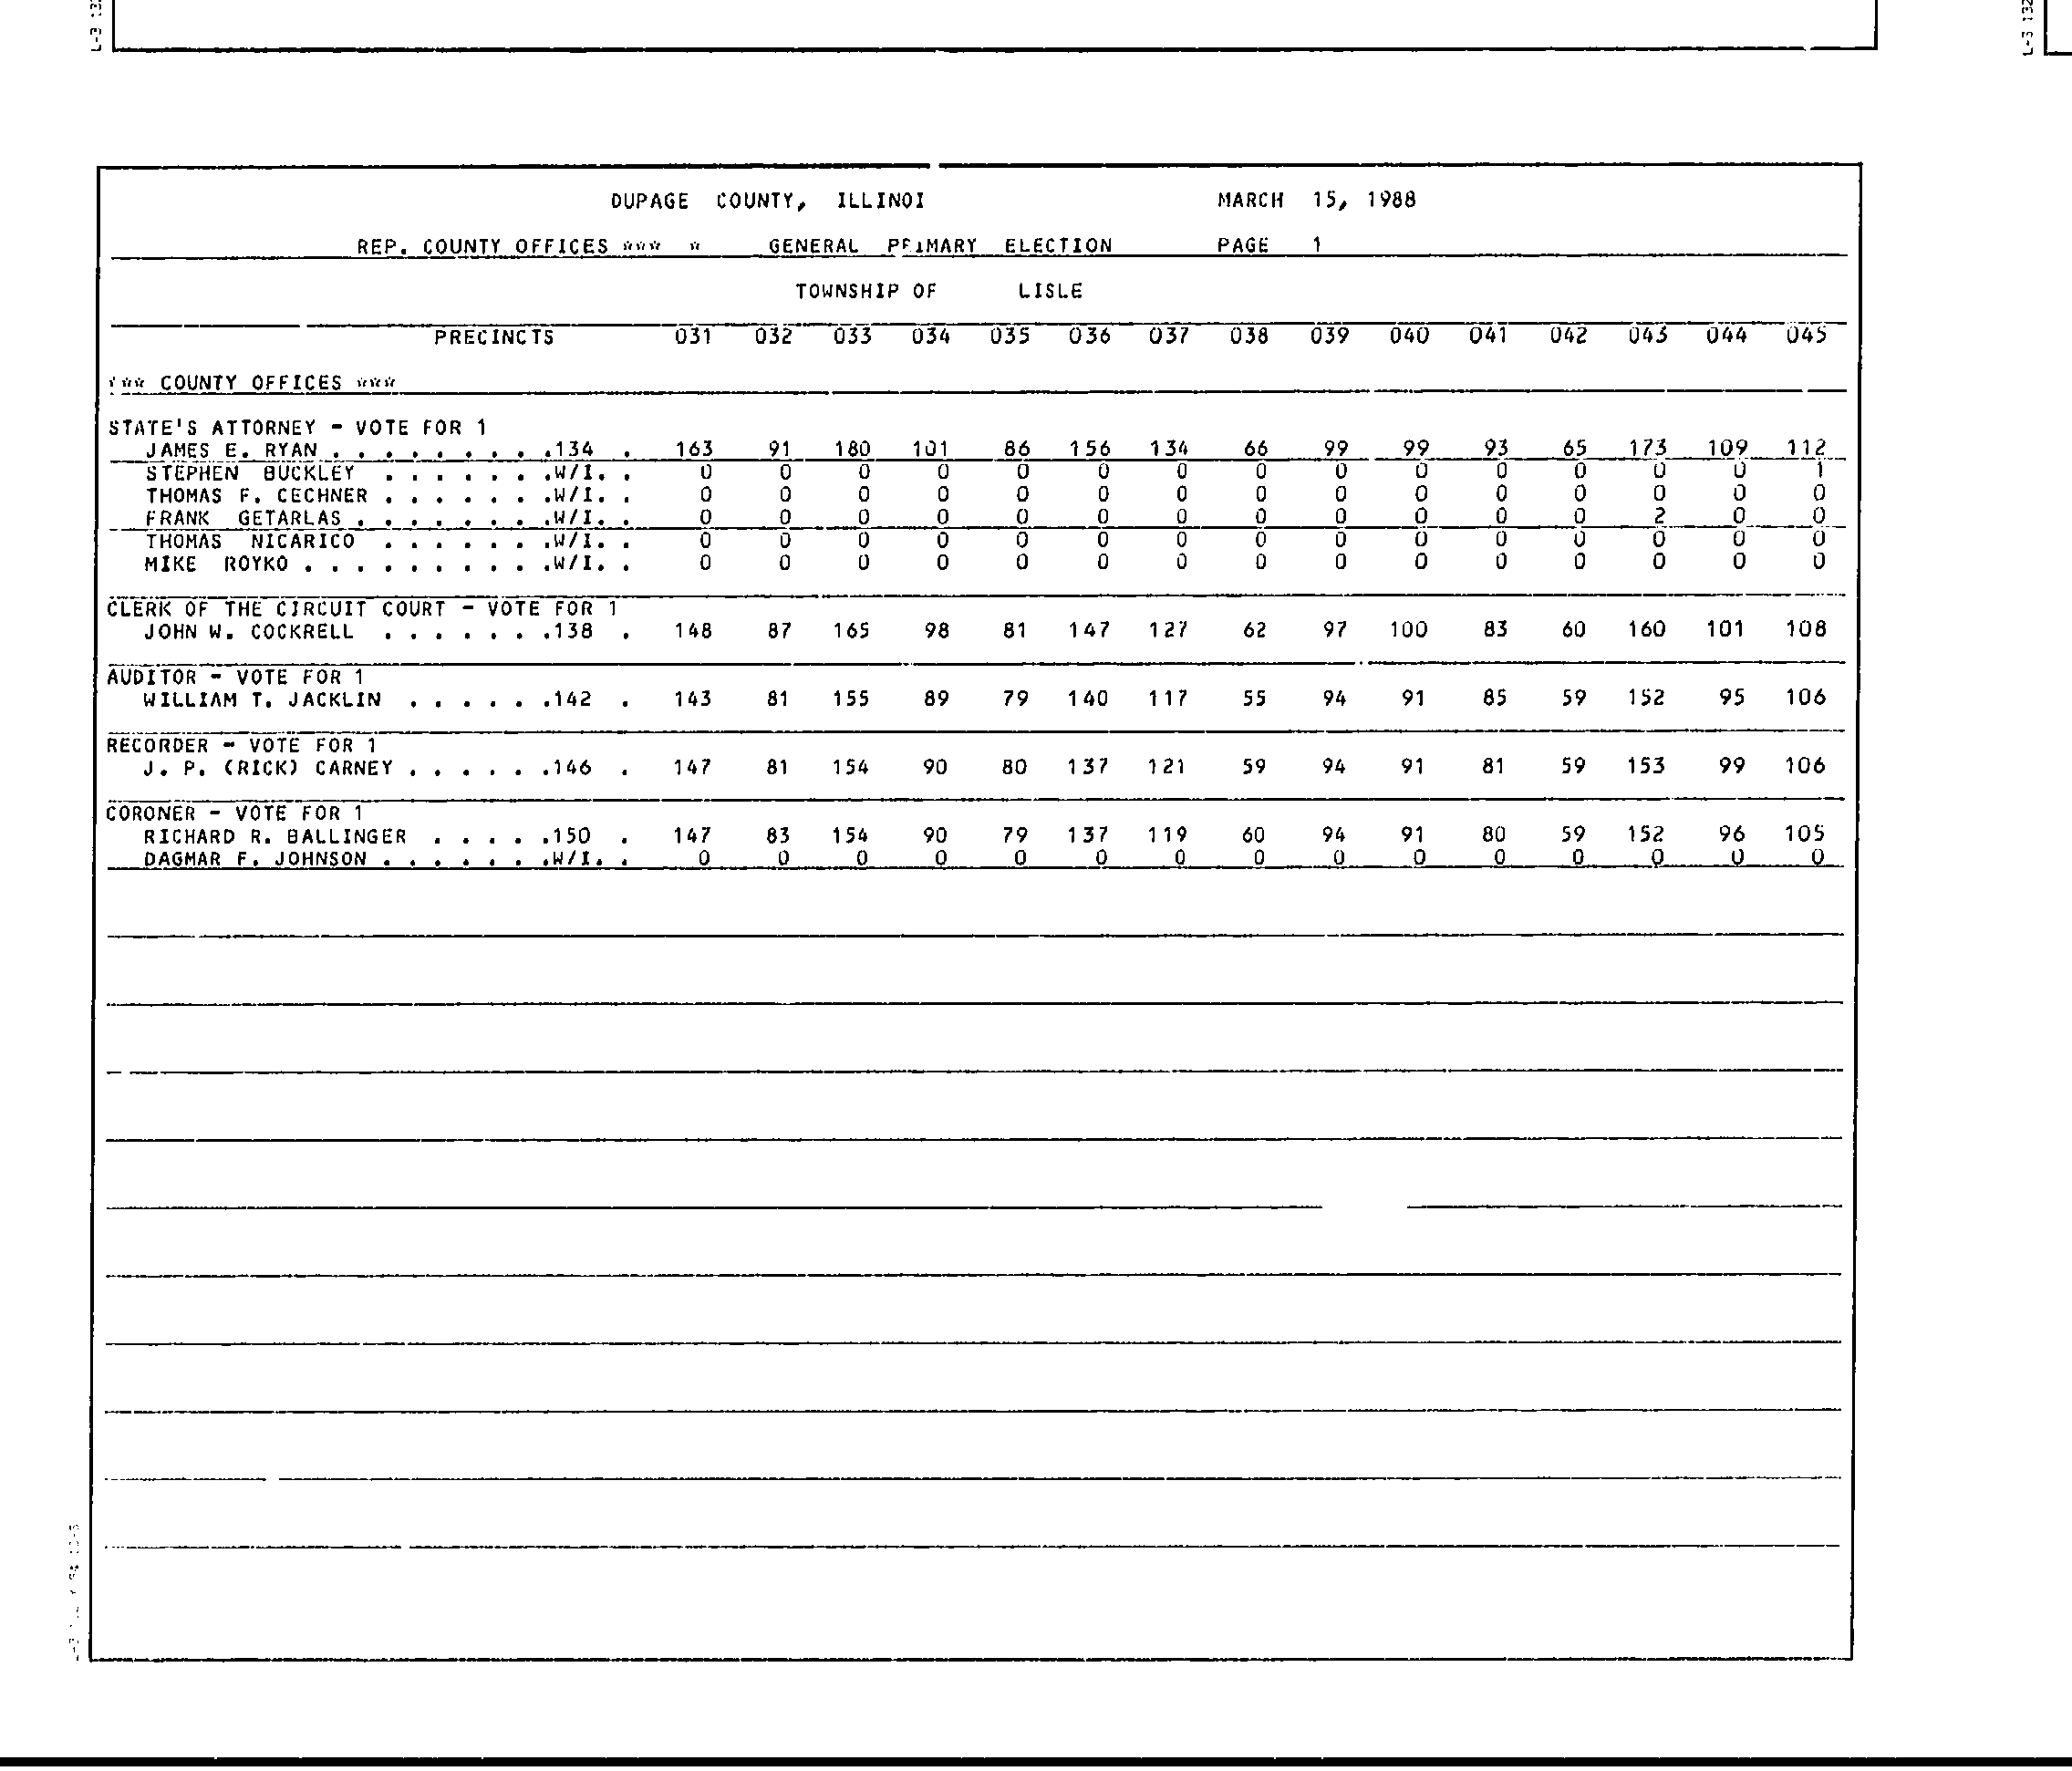 L-3 132
L-3 132
DUPAGE COUNTY, ILLINOI MARCH 15, 1988
REP. COUNTY OFFICES *** * GENERAL PRIMARY ELECTION PAGE 1
TOWNSHIP OF LISLE
PRECINCTS 031 032 033 034 035 036 037 038 039 040 041 042 043 044 045
*** COUNTY OFFICES ***
STATE'S ATTORNEY - VOTE FOR 1
JAMES E. RYAN . . . . . . . . .134 . 163 91 180 101 86 156 134 66 99 99 93 65 173 109 112
STEPHEN BUCKLEY . . . . . . .W/I. . 0 0 0 0 0 0 0 0 0 0 0 0 0 0 1
THOMAS F. CECHNER . . . . . . .W/I. . 0 0 0 0 0 0 0 0 0 0 0 0 0 0 0
FRANK GETARLAS . . . . . . . .W/I. . 0 0 0 0 0 0 0 0 0 0 0 0 2 0 0
THOMAS NICARICO . . . . . . .W/I. . 0 0 0 0 0 0 0 0 0 0 0 0 0 0 0
MIKE ROYKO . . . . . . . . . .W/I. . 0 0 0 0 0 0 0 0 0 0 0 0 0 0 0
CLERK OF THE CIRCUIT COURT - VOTE FOR 1
JOHN W. COCKRELL . . . . . . .138 . 148 87 165 98 81 147 127 62 97 100 83 60 160 101 108
AUDITOR - VOTE FOR 1
WILLIAM T. JACKLIN . . . . . .142 . 143 81 155 89 79 140 117 55 94 91 85 59 152 95 106
RECORDER - VOTE FOR 1
J. P. (RICK) CARNEY . . . . . .146 . 147 81 154 90 80 137 121 59 94 91 81 59 153 99 106
CORONER - VOTE FOR 1
RICHARD R. BALLINGER . . . . .150 . 147 83 154 90 79 137 119 60 94 91 80 59 152 96 105
DAGMAR F. JOHNSON . . . . . . .W/I. . 0 0 0 0 0 0 0 0 0 0 0 0 0 0 0